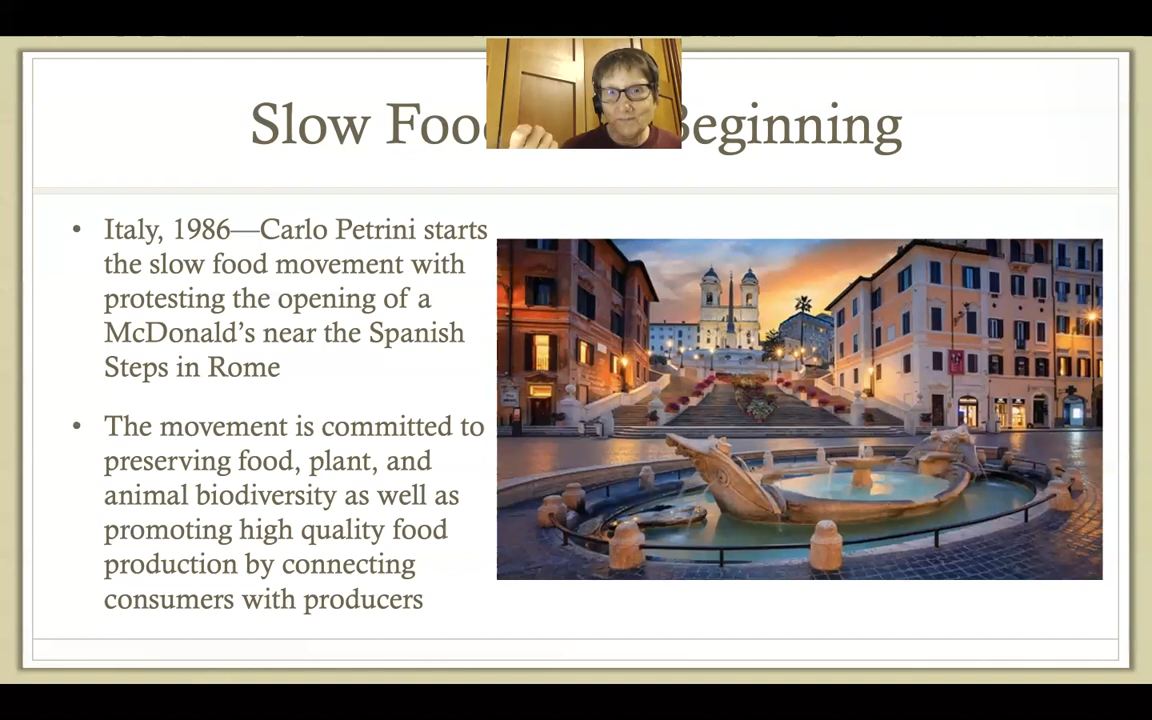 Slow Foo Beginning
• Italy, 1986—Carlo Petrini starts
the slow food movement with
protesting the opening of a
McDonald’s near the Spanish
Steps in Rome
• The movement is committed to
preserving food, plant, and
animal biodiversity as well as
promoting high quality food
production by connecting
consumers with producers